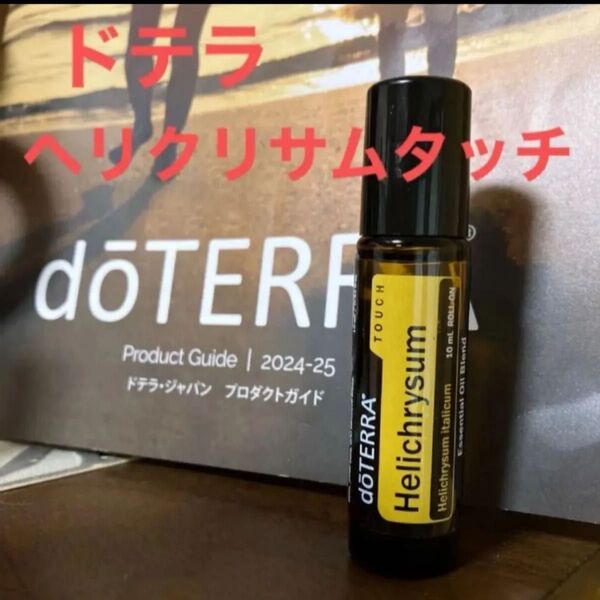 ドテラ
ヘリクリサムタッチ
dōTERRA
Product Guide | 2024-25
ドテラ・ジャパン プロダクトガイド
dōTERRA
TOUCH
Helichrysum
Helichrysum italicum
10 mL ROLL-ON
Essential Oil Blend